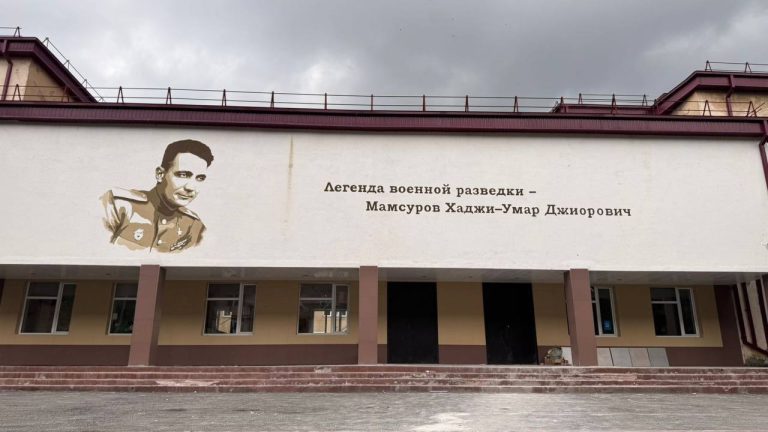 Легенда военной разведки –
Мамсуров Хаджи–Умар Джиорович